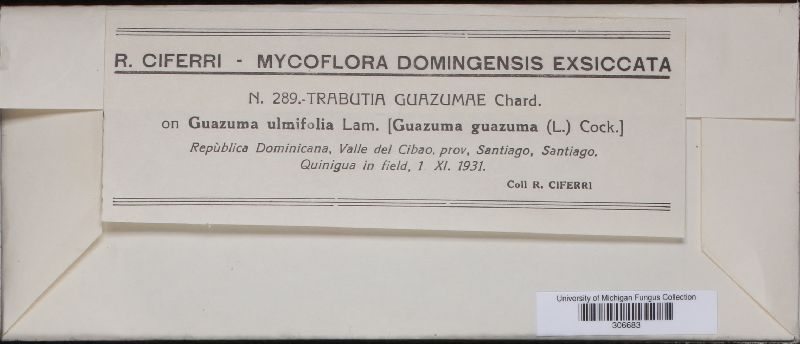 R. CIFERRI - MYCOFLORA DOMINGENSIS EXSICCATA
N. 289.-TRABUTIA GUAZUMAE Chard.
on Guazuma ulmifolia Lam. [Guazuma guazuma (L.) Cock.]
Repùblica Dominicana, Valle del Cibao, prov, Santiago, Santiago,
Quinigua in field, 1 XI. 1931.
Coll R. CIFERRI
University of Michigan Fungus Collection
306683